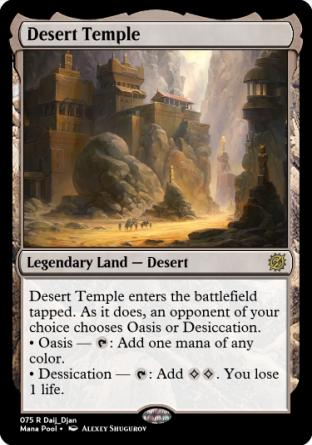 Desert Temple
Legendary Land — Desert
Desert Temple enters the battlefield
tapped. As it does, an opponent of your
choice chooses Oasis or Desiccation.
• Oasis — : Add one mana of any
color.
• Dessication — : Add . You lose
1 life.
075 R Daij_Djan
Mana Pool • Alexey Shugurov